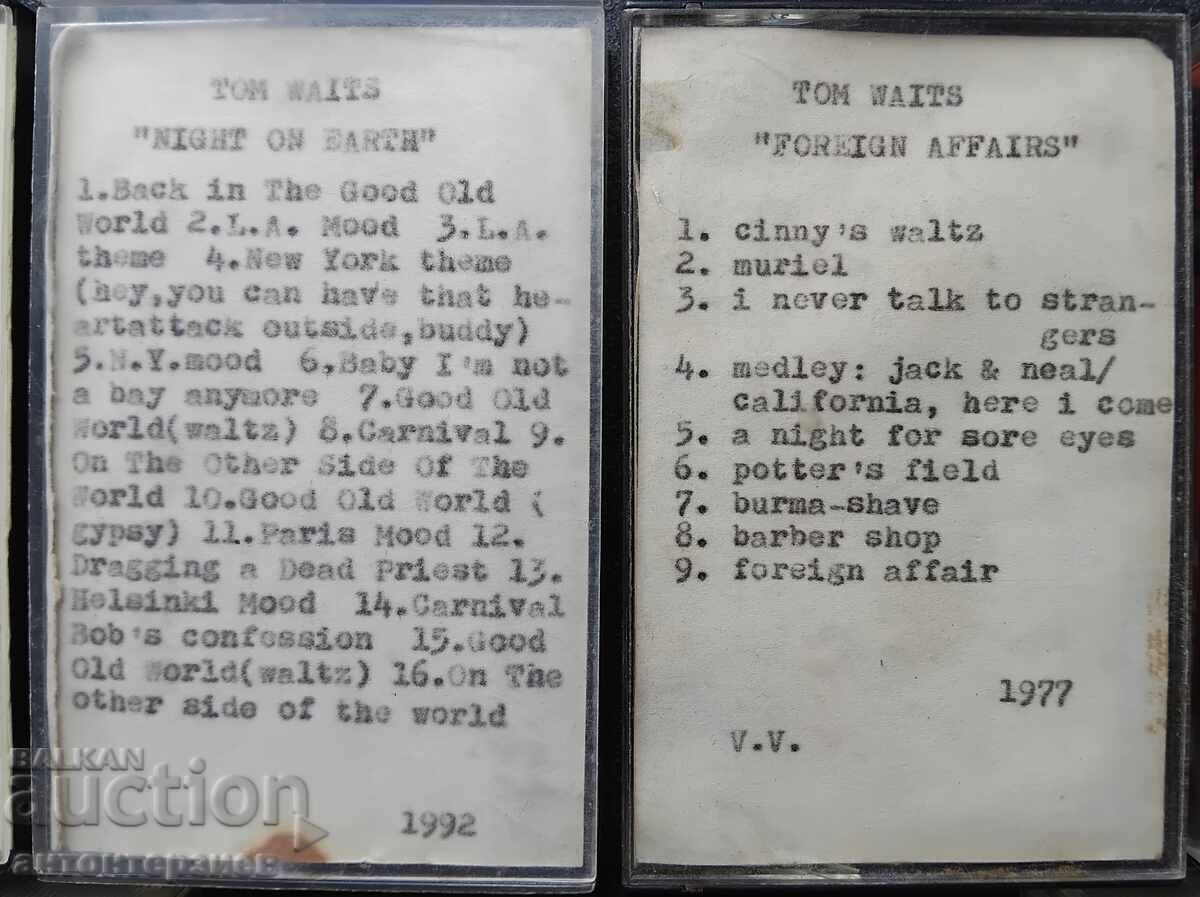 TOM WAITS
"NIGHT ON EARTH"
1.Back in The Good Old
World 2.L.A. Mood 3.L.A.
theme 4.New York theme
(hey,you can have that he-
artattack outside,buddy)
5.N.Y.mood 6,Baby I'm not
a bay anymore 7.Good Old
World(waltz) 8.Carnival 9.
On The Other Side Of The
World 10.Good Old World (
gypsy) 11.Paris Mood 12.
Dragging a Dead Priest 13.
Helsinki Mood 14.Carnival
Bob's confession 15.Good
Old World(waltz) 16.On The
other side of the world
1992
TOM WAITS
"FOREIGN AFFAIRS"
1. cinny's waltz
2. muriel
3. i never talk to stran-
gers
4. medley: jack & neal/
california, here i come
5. a night for sore eyes
6. potter's field
7. burma-shave
8. barber shop
9. foreign affair
1977
V.V.
BALKAN
auction
антонтерзиев